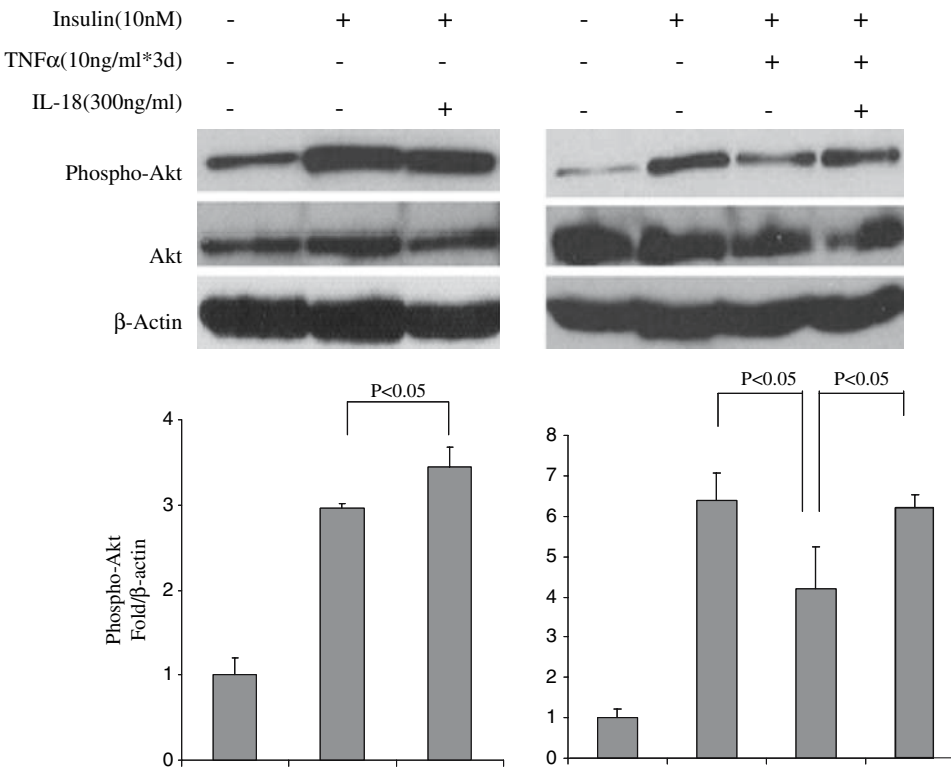 Insulin(10nM) - + + - + + +
TNFα(10ng/ml*3d) - - - - - + +
IL-18(300ng/ml) - - + - - - +
Phospho-Akt
Akt
β-Actin
P<0.05
P<0.05 P<0.05
Phospho-Akt
Fold/β-actin
4
3
2
1
0
8
7
6
5
4
3
2
1
0